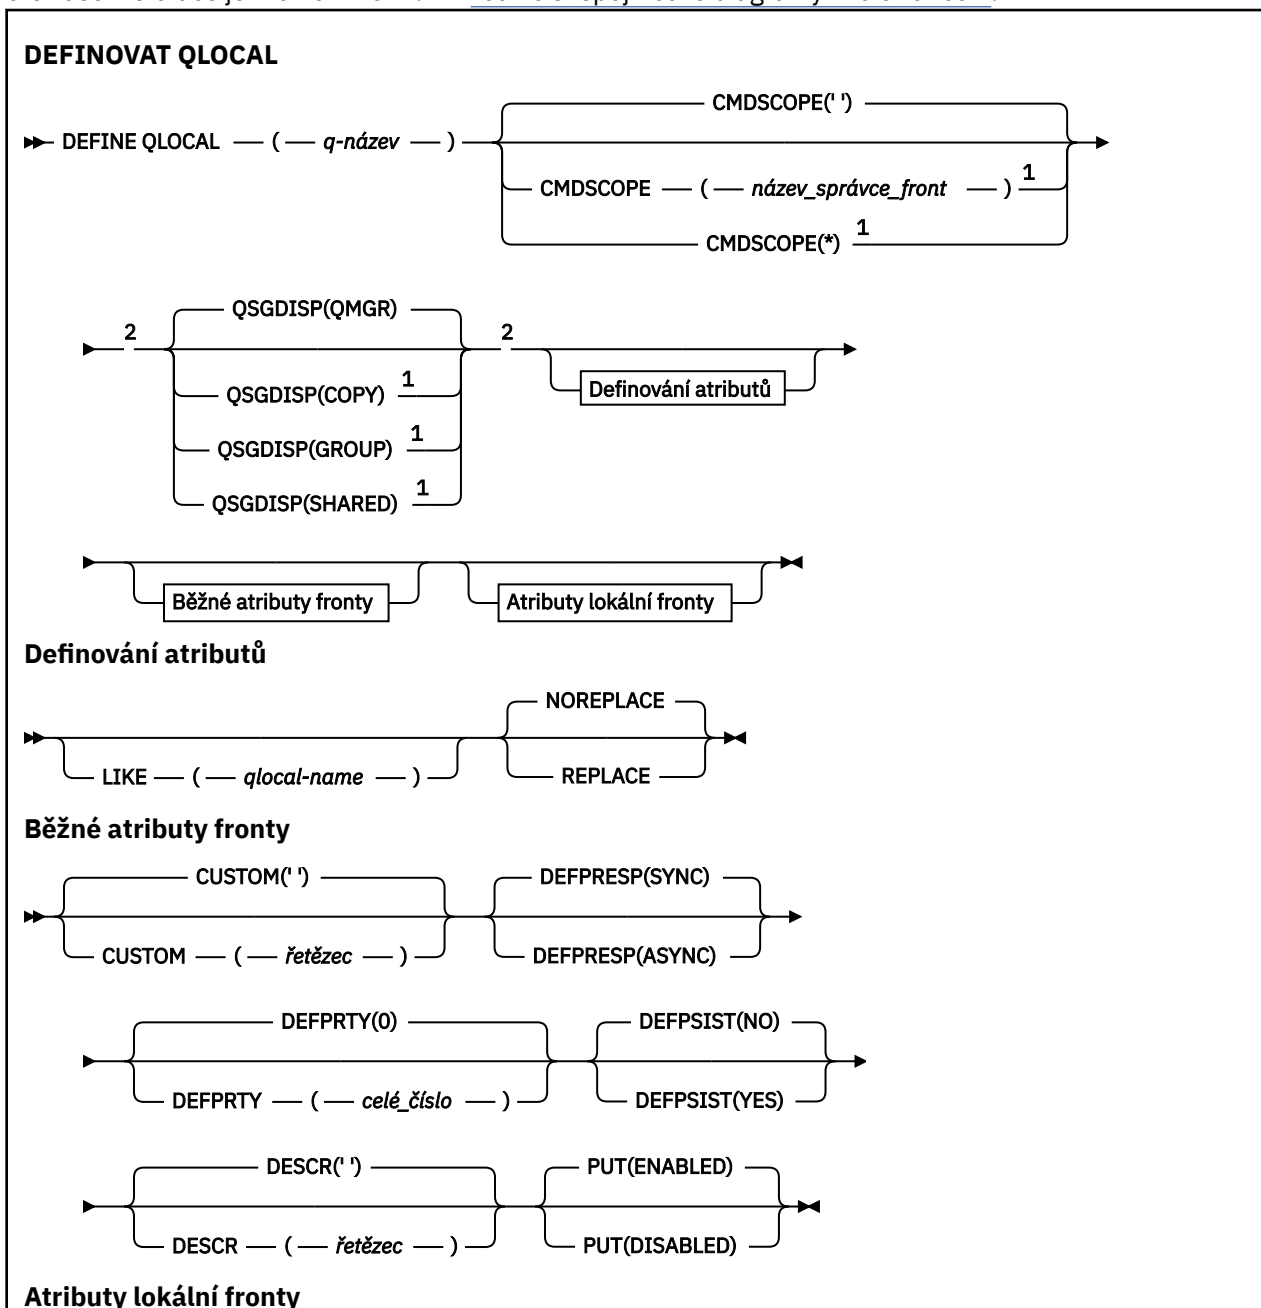 DEFINOVAT QLOCAL
CMDSCOPE(' ')
DEFINE QLOCAL ( q-název )
CMDSCOPE ( název_správce_front ) 1
CMDSCOPE(*) 1
QSGDISP(QMGR)
2 2
QSGDISP(COPY) 1
Definování atributů
QSGDISP(GROUP) 1
QSGDISP(SHARED) 1
Běžné atributy fronty Atributy lokální fronty
Definování atributů
NOREPLACE
LIKE ( qlocal-name ) REPLACE
Běžné atributy fronty
CUSTOM(' ') DEFPRESP(SYNC)
CUSTOM ( řetězec ) DEFPRESP(ASYNC)
DEFPRTY(0) DEFPSIST(NO)
DEFPRTY ( celé_číslo ) DEFPSIST(YES)
DESCR(' ') PUT(ENABLED)
DESCR ( řetězec ) PUT(DISABLED)
Atributy lokální fronty